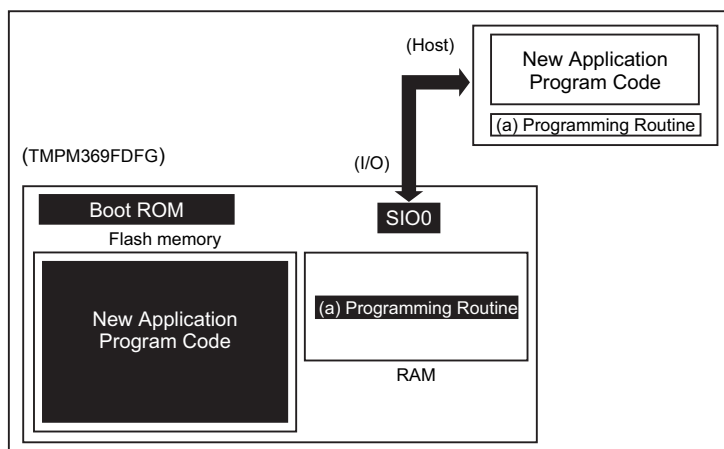 (Host)
New Application
Program Code
(a) Programming Routine
(TMPM369FDFG)
(I/O)
Boot ROM
SIO0
Flash memory
New Application
Program Code
(a) Programming Routine
RAM